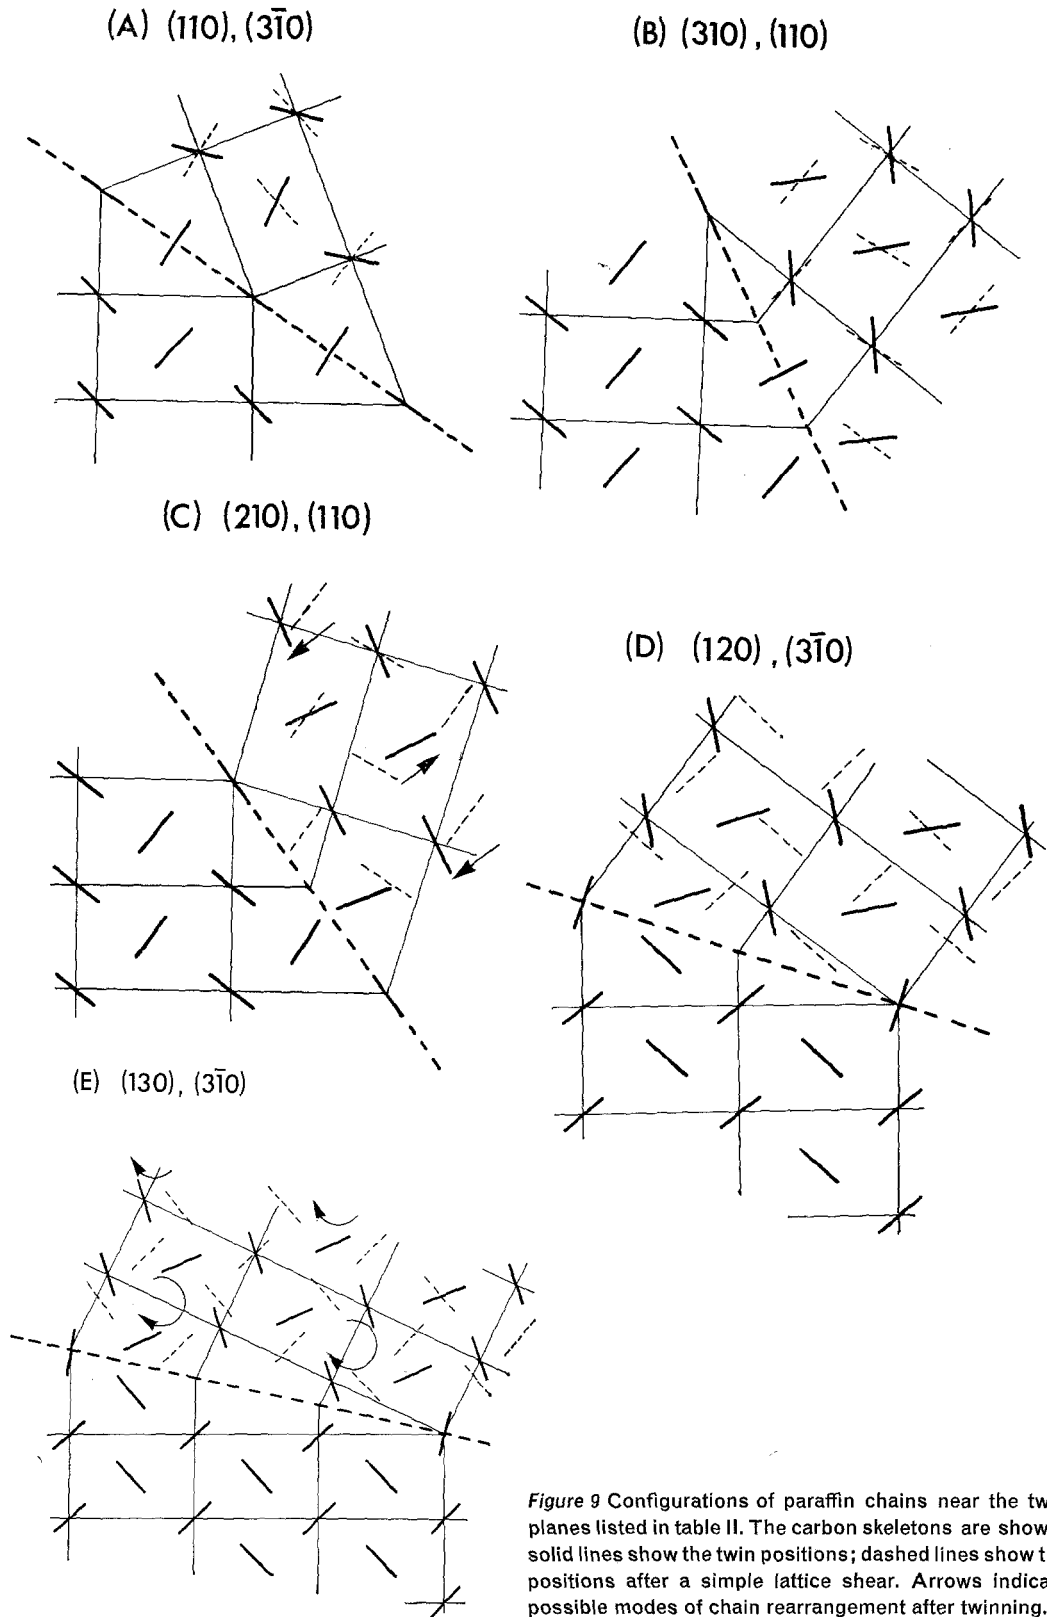 (A) (110), (3̄10)
(B) (310), (110)
(C) (210), (110)
(D) (120), (3̄10)
(E) (130), (3̄10)
Figure 9 Configurations of paraffin chains near the tw
planes listed in table II. The carbon skeletons are show
solid lines show the twin positions; dashed lines show t
positions after a simple lattice shear. Arrows indica
possible modes of chain rearrangement after twinning.